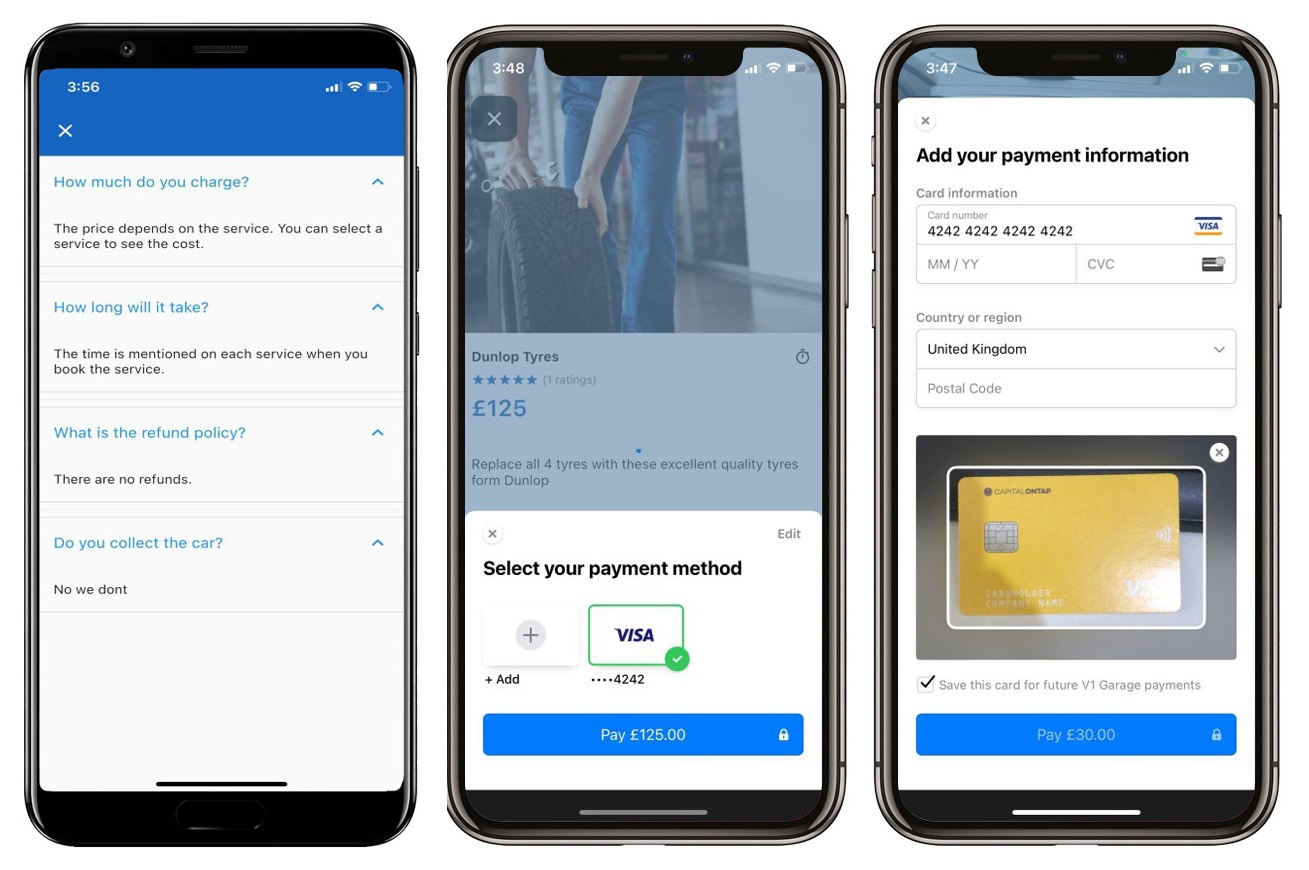 3:56
How much do you charge?
The price depends on the service. You can select a
service to see the cost.
How long will it take?
The time is mentioned on each service when you
book the service.
What is the refund policy?
There are no refunds.
Do you collect the car?
No we dont
3:48
Dunlop Tyres
(1 ratings)
£125
Replace all 4 tyres with these excellent quality tyres
form Dunlop
Edit
Select your payment method
VISA
+ Add
••••4242
Pay £125.00
3:47
Add your payment information
Card information
Card number
4242 4242 4242 4242
VISA
MM / YY
CVC
Country or region
United Kingdom
Postal Code
CAPITAL ONTAP
CARDHOLDER
COMPANY NAME
VISA
Save this card for future V1 Garage payments
Pay £30.00